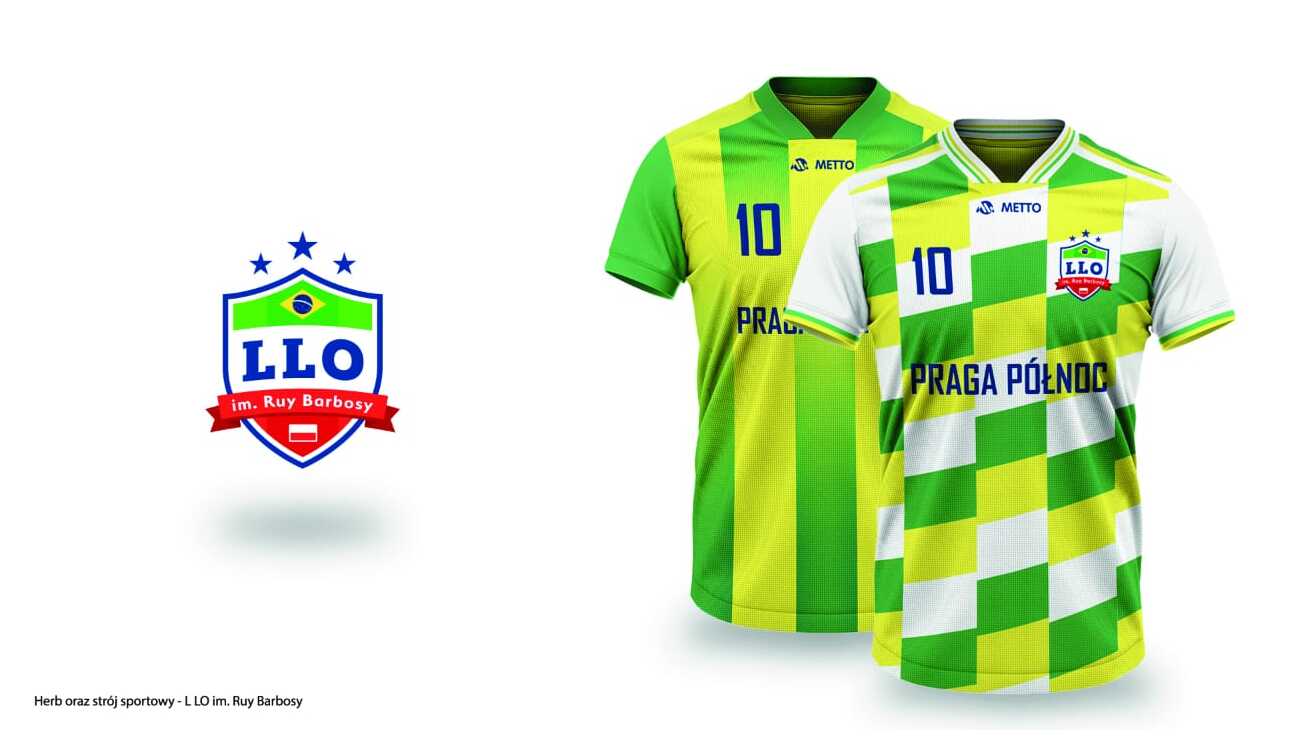 LLO
im. Ruy Barbosy
METTO
10
PRAGA
METTO
10
LLO
im. Ruy Barbosy
PRAGA PÓŁNOC
Herb oraz strój sportowy - L LO im. Ruy Barbosy